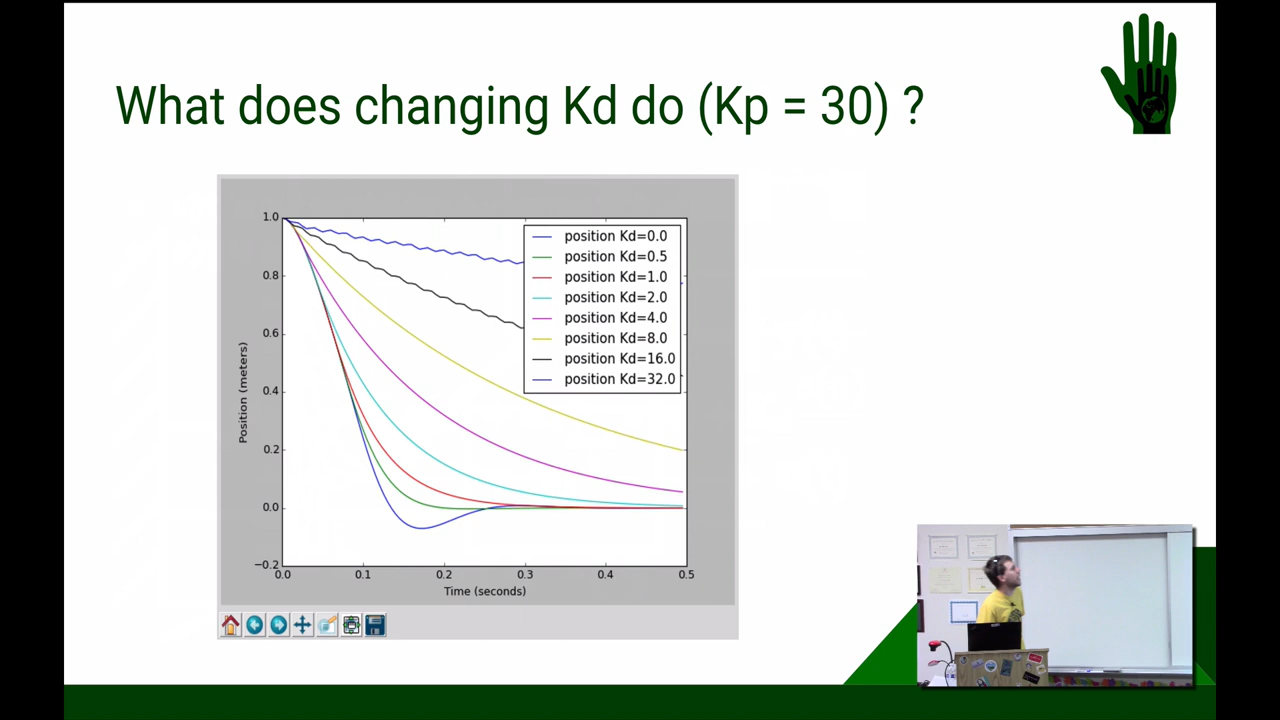 What does changing Kd do (Kp = 30) ?
1.0
0.8
0.6
0.4
0.2
0.0
−0.2
Position (meters)
position Kd=0.0
position Kd=0.5
position Kd=1.0
position Kd=2.0
position Kd=4.0
position Kd=8.0
position Kd=16.0
position Kd=32.0
0.0 0.1 0.2 0.3 0.4 0.5
Time (seconds)